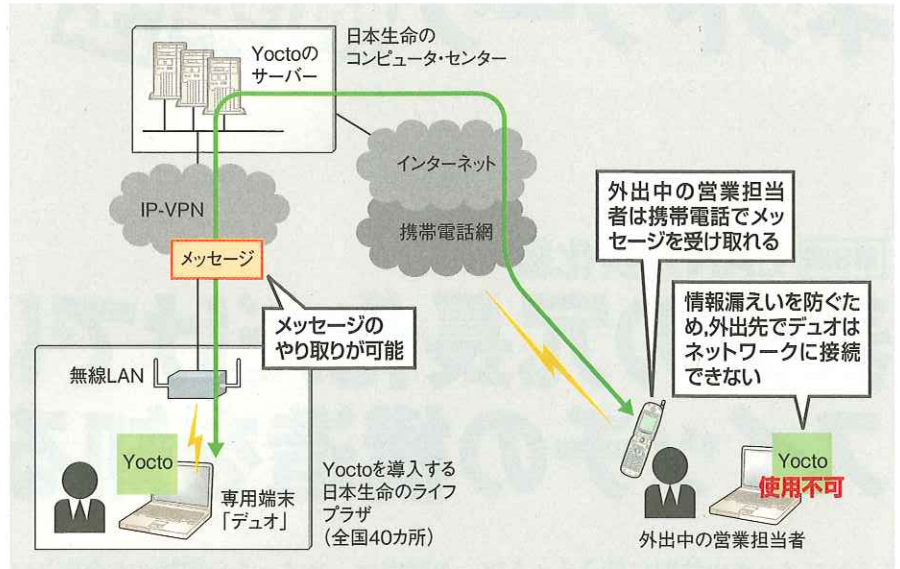 Yoctoの
サーバー
日本生命の
コンピュータ・センター
インターネット
携帯電話網
IP-VPN
メッセージ
メッセージの
やり取りが可能
外出中の営業担当
者は携帯電話でメッ
セージを受け取れる
情報漏えいを防ぐた
め,外出先でデュオは
ネットワークに接続
できない
無線LAN
Yocto
専用端末
「デュオ」
Yoctoを導入する
日本生命のライフ
プラザ
(全国40カ所)
Yocto
使用不可
外出中の営業担当者